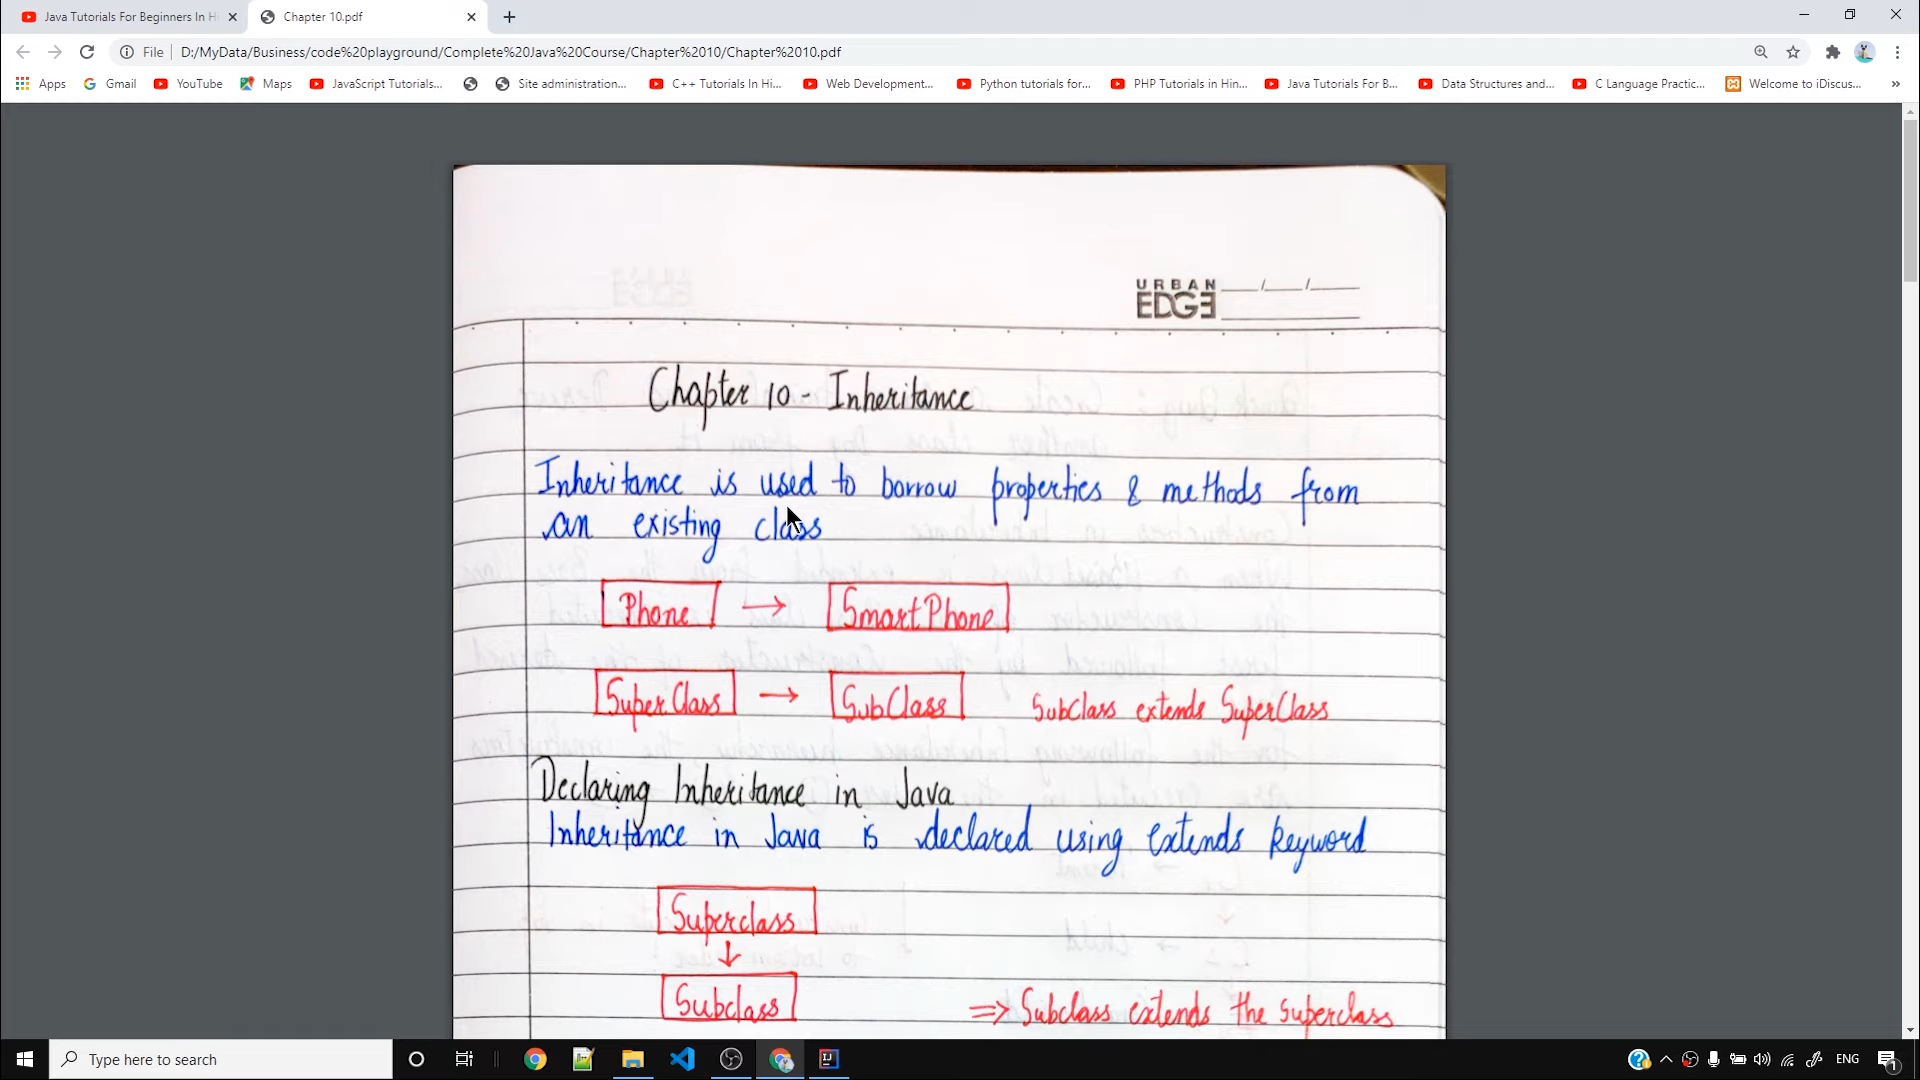 Java Tutorials For Beginners In H
Chapter 10.pdf
File
D:/MyData/Business/code%20playground/Complete%20Java%20Course/Chapter%2010/Chapter%2010.pdf
Apps
Gmail
YouTube
Maps
JavaScript Tutorials...
Site administration...
C++ Tutorials In Hi...
Web Development...
Python tutorials for...
PHP Tutorials in Hin...
Java Tutorials For B...
Data Structures and...
C Language Practic...
Welcome to iDiscus...
»
URBAN
EDGE
Chapter 10 - Inheritance
Inheritance is used to borrow properties & methods from
an existing class
Phone → SmartPhone
SuperClass → SubClass SubClass extends SuperClass
Declaring Inheritance in Java
Inheritance in Java is declared using extends keyword
Superclass
↓
Subclass ⇒ Subclass extends the superclass
Type here to search
ENG
1